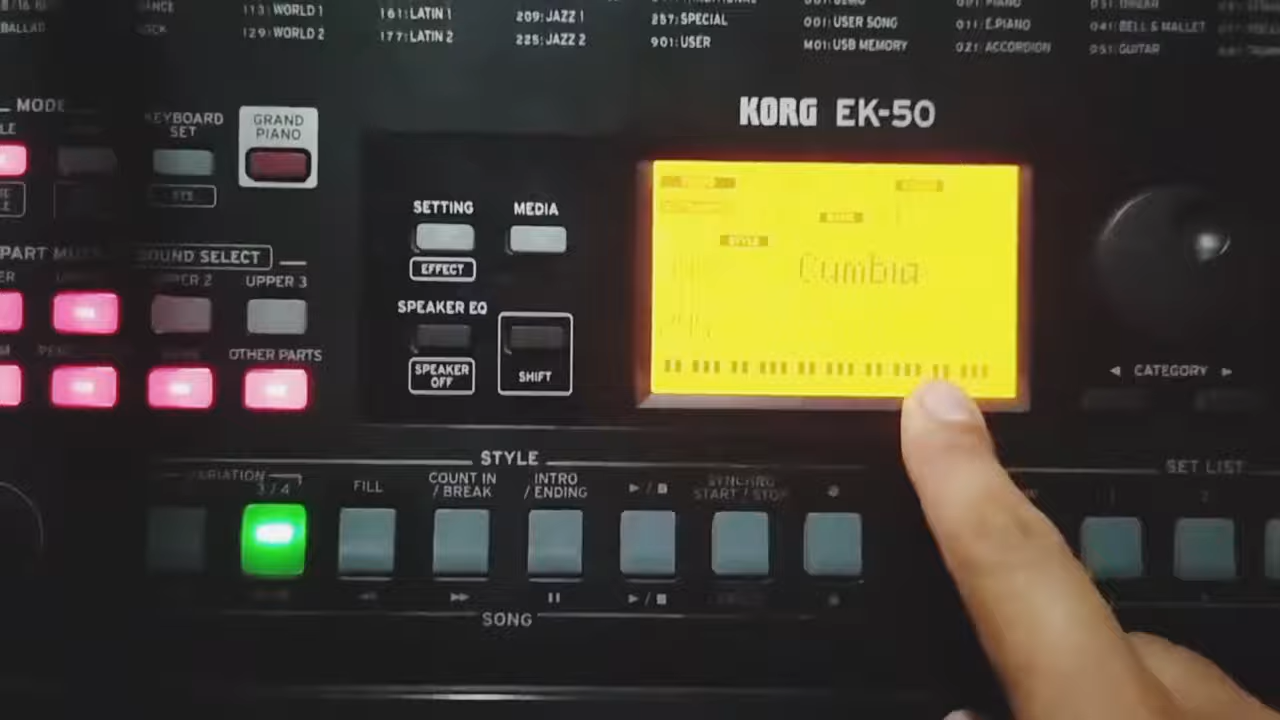 113: WORLD 1
161: LATIN 1
209: JAZZ 1
257: SPECIAL
001: USER SONG
011: E.PIANO
041: BELL & MALLET
129: WORLD 2
177: LATIN 2
225: JAZZ 2
901: USER
M01: USB MEMORY
021: ACCORDION
051: GUITAR
BALLAD
MODE
KEYBOARD SET
GRAND PIANO
KORG EK-50
SETTING
MEDIA
EFFECT
STYLE
Cumbia
PART MUTE
SOUND SELECT
UPPER 2
UPPER 3
SPEAKER EQ
SPEAKER OFF
SHIFT
OTHER PARTS
◀ CATEGORY ▶
STYLE
SET LIST
VARIATION
3/4
FILL
COUNT IN / BREAK
INTRO / ENDING
▶/■
SYNCHRO START / STOP
●
◀◀
▶▶
❚❚
▶/■
SONG